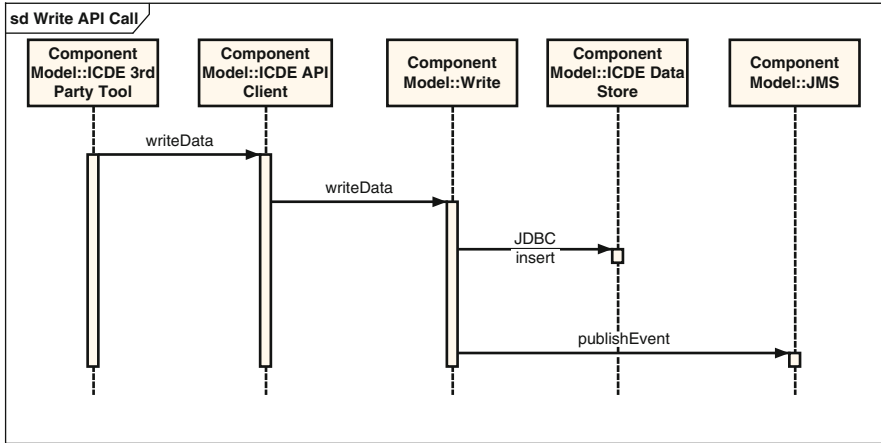 sd Write API Call
Component
Model::ICDE 3rd
Party Tool
Component
Model::ICDE API
Client
Component
Model::Write
Component
Model::ICDE Data
Store
Component
Model::JMS
writeData
writeData
JDBC
insert
publishEvent